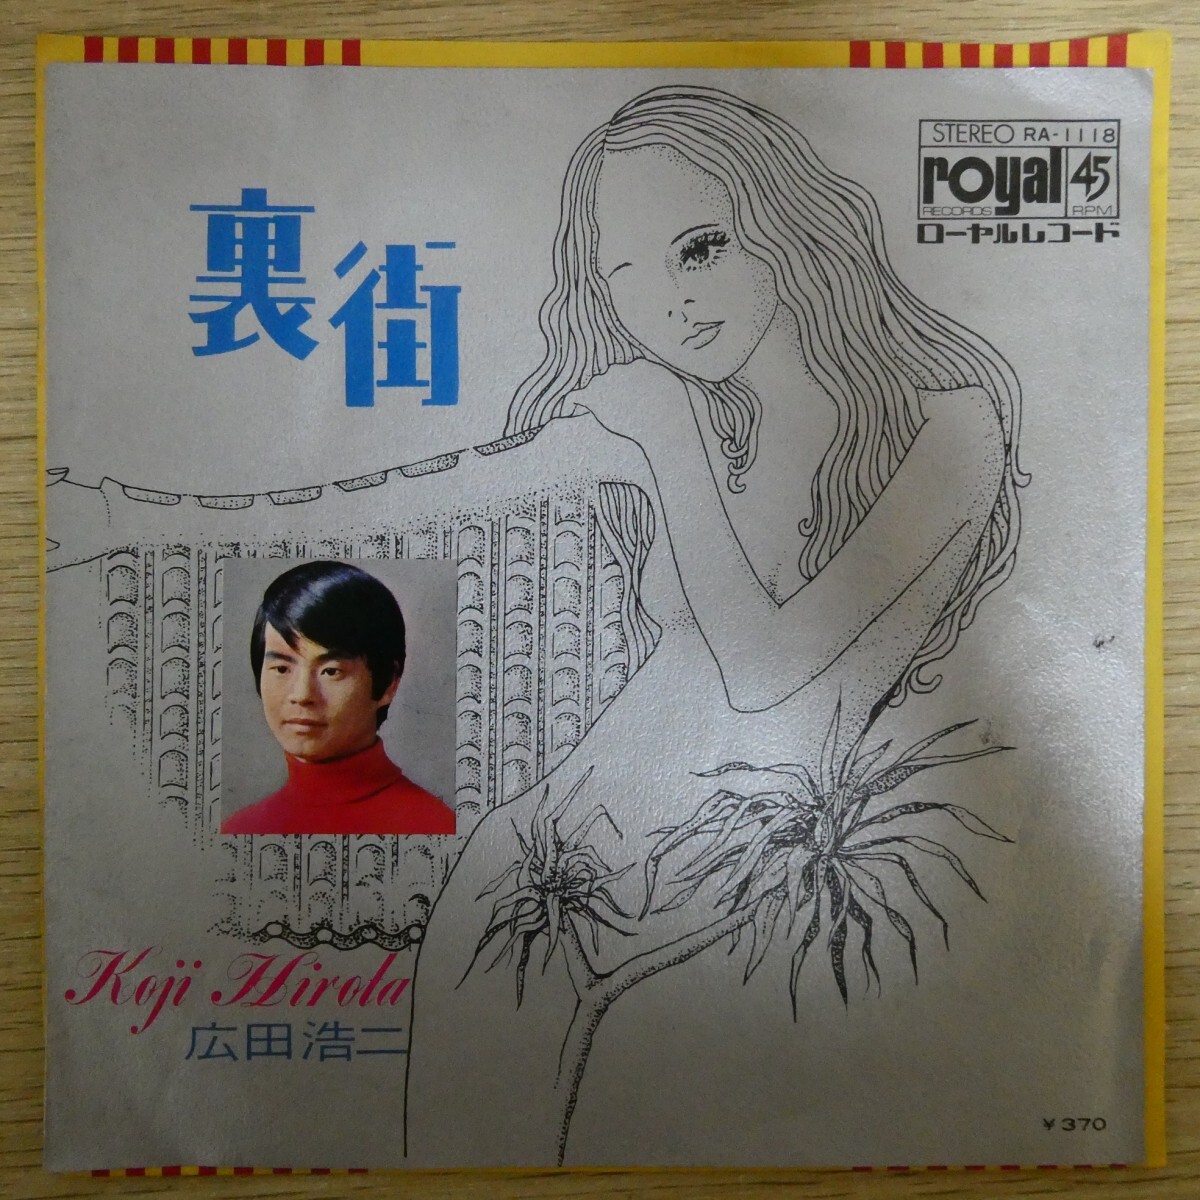 STEREO RA-1118
royal 45
RECORDS RPM
ローヤルレコード
裏街
Koji Hirota
広田浩二
¥370